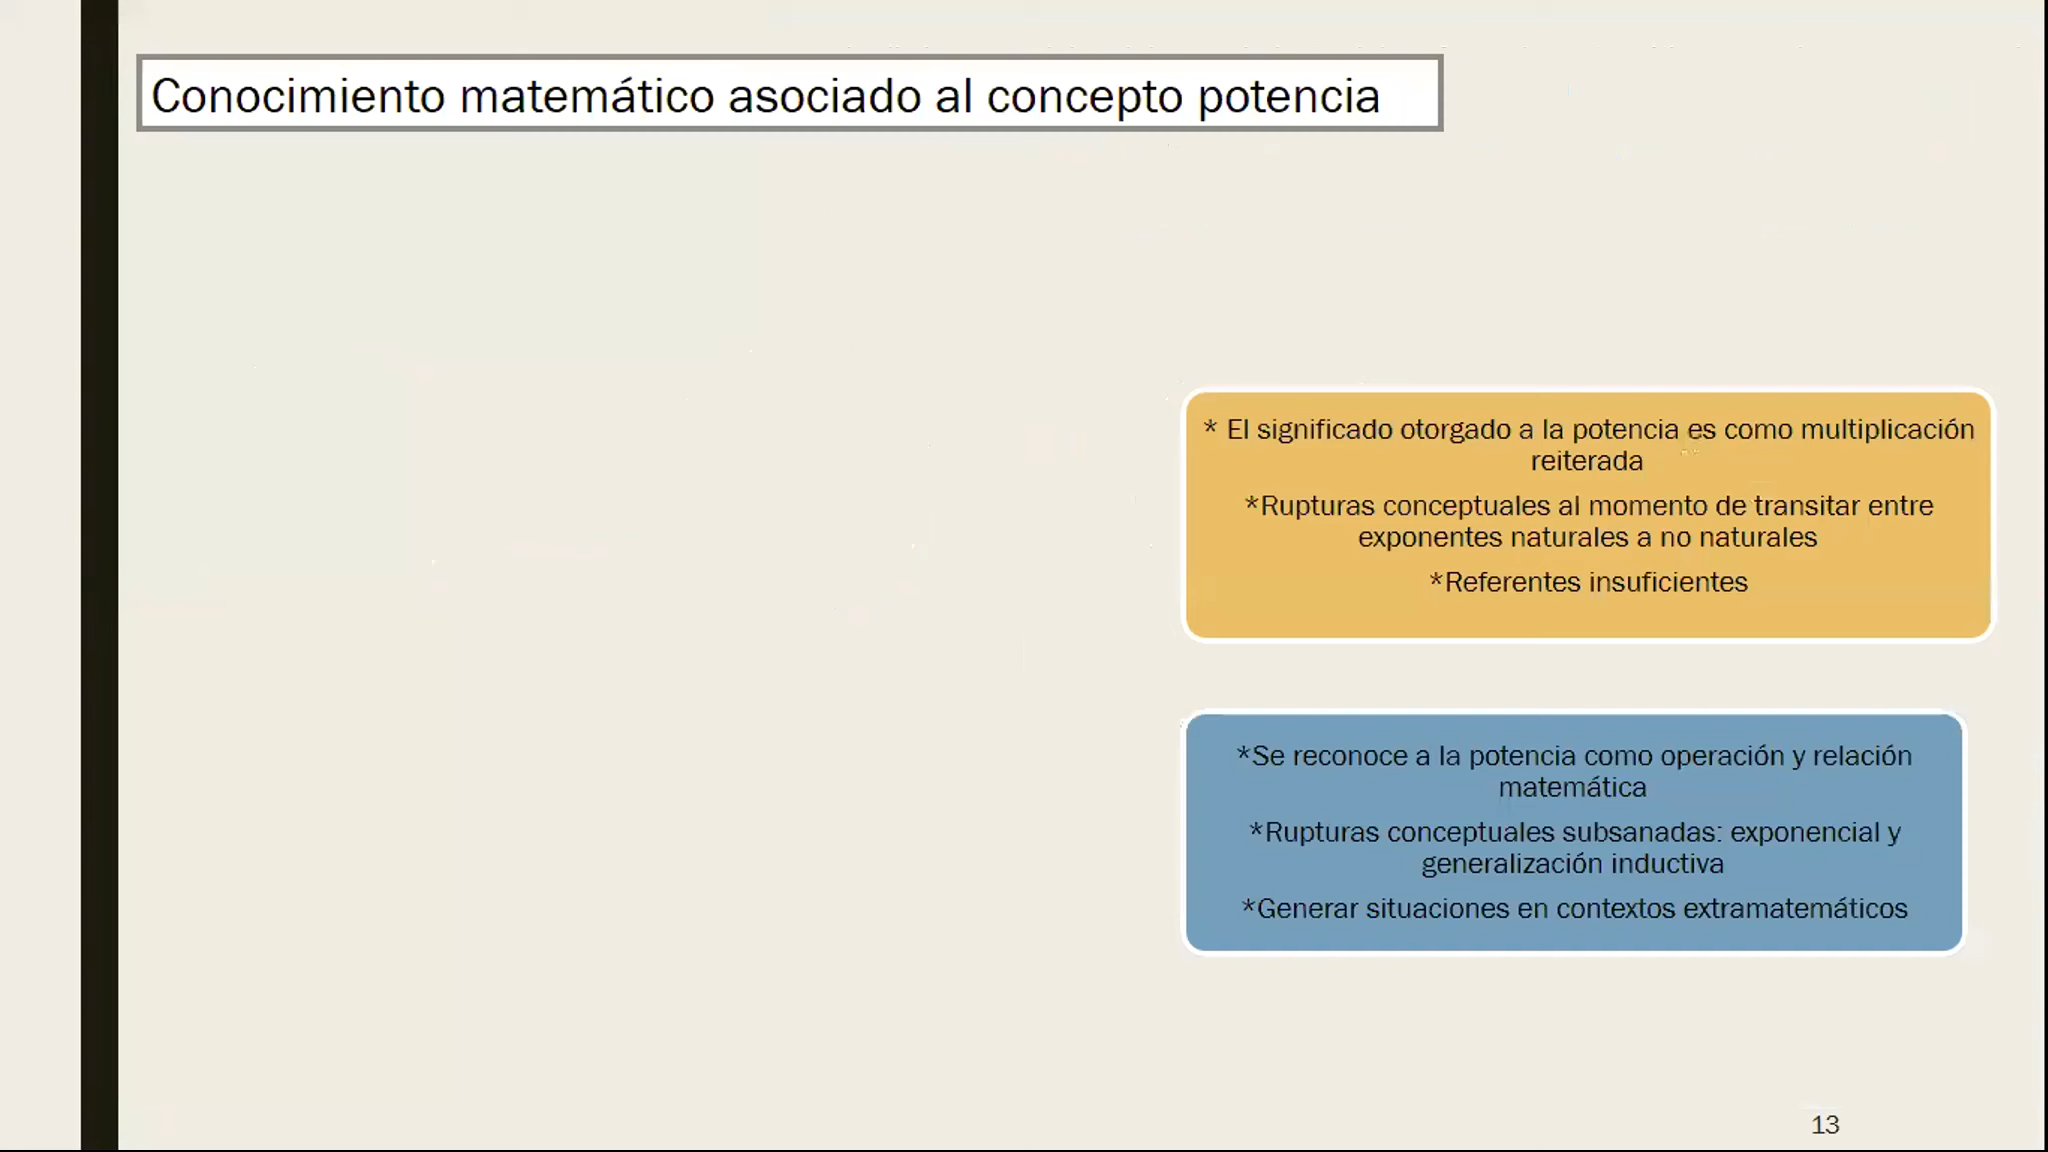 Conocimiento matemático asociado al concepto potencia
* El significado otorgado a la potencia es como multiplicación
reiterada
*Rupturas conceptuales al momento de transitar entre
exponentes naturales a no naturales
*Referentes insuficientes
*Se reconoce a la potencia como operación y relación
matemática
*Rupturas conceptuales subsanadas: exponencial y
generalización inductiva
*Generar situaciones en contextos extramatemáticos
13